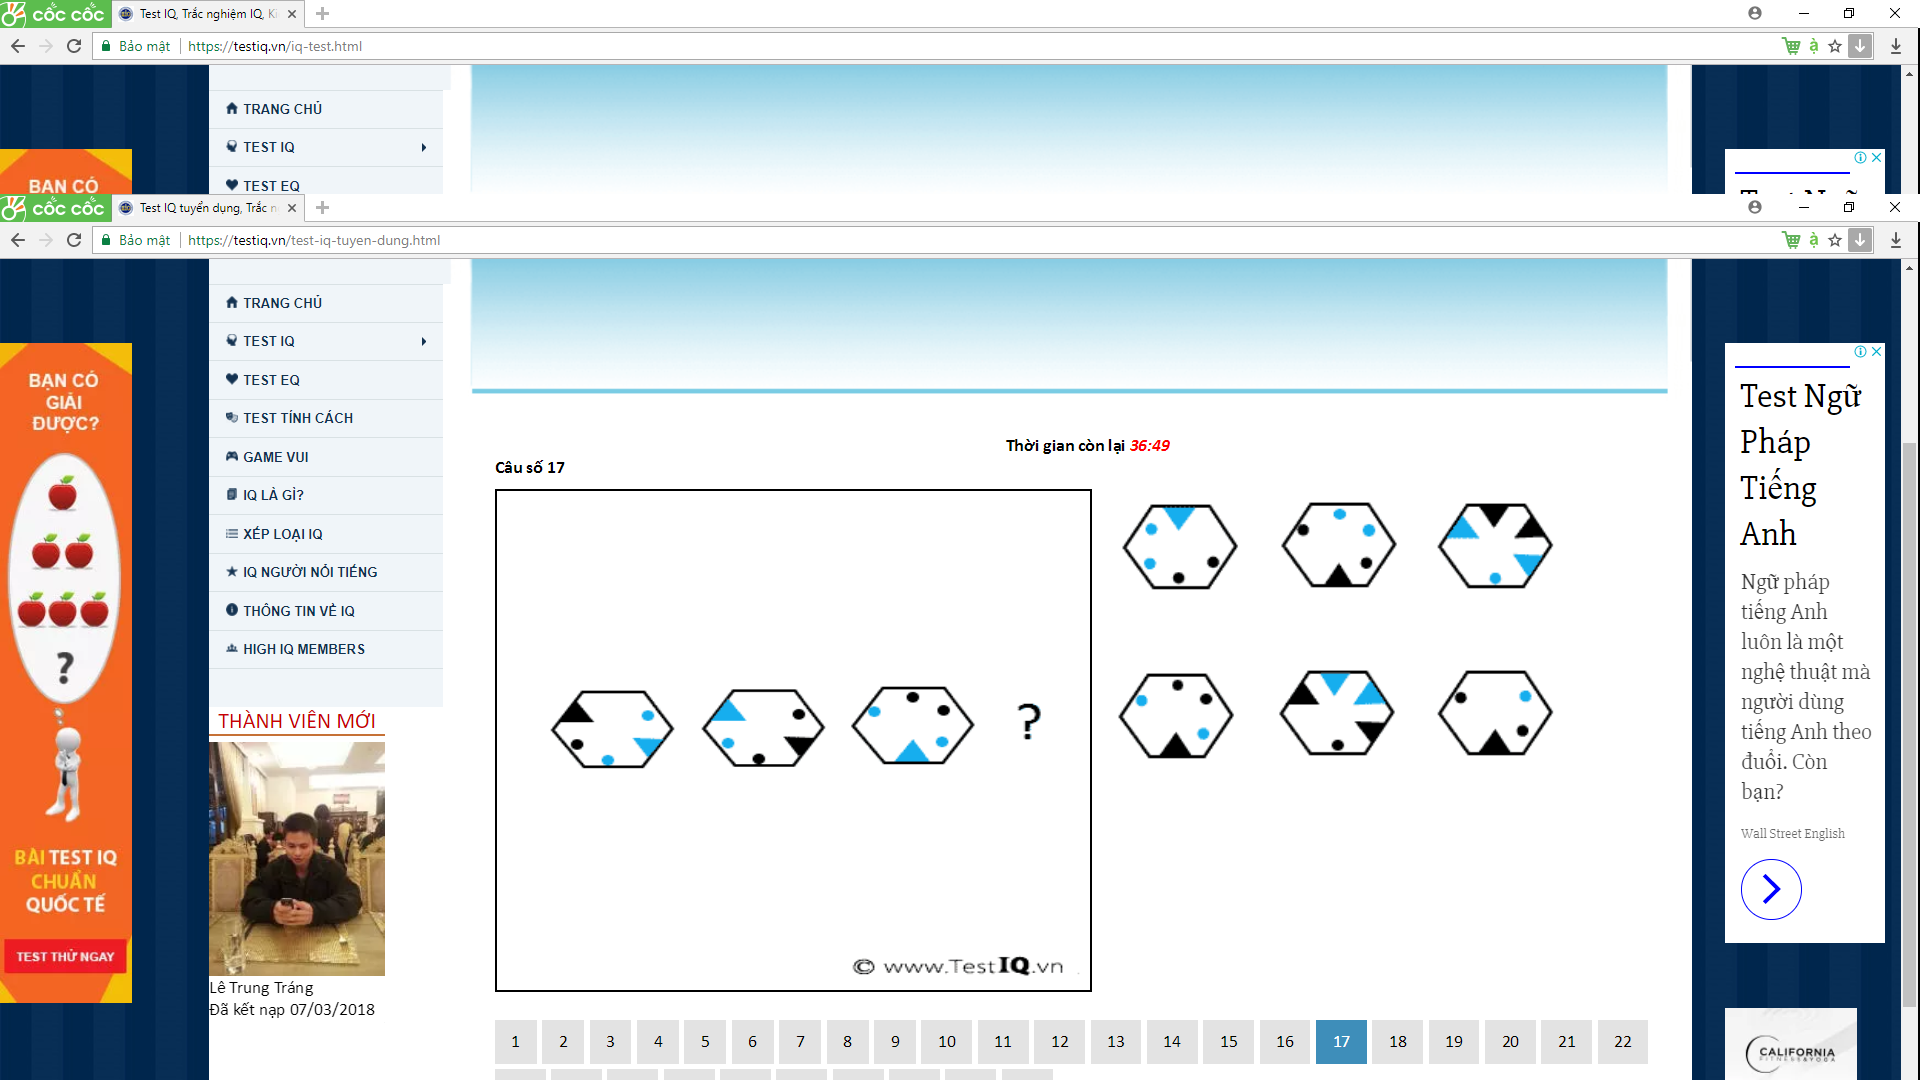 cốc cốc
Test IQ, Trắc nghiệm IQ, Ki
Bảo mật
https://testiq.vn/iq-test.html
TRANG CHỦ
TEST IQ
TEST EQ
BẠN CÓ
cốc cốc
Test IQ tuyển dụng, Trắc n
Bảo mật
https://testiq.vn/test-iq-tuyen-dung.html
TRANG CHỦ
TEST IQ
TEST EQ
TEST TÍNH CÁCH
GAME VUI
IQ LÀ GÌ?
XẾP LOẠI IQ
IQ NGƯỜI NỔI TIẾNG
THÔNG TIN VỀ IQ
HIGH IQ MEMBERS
BẠN CÓ
GIẢI
ĐƯỢC?
?
BÀI TEST IQ
CHUẨN
QUỐC TẾ
TEST THỬ NGAY
THÀNH VIÊN MỚI
Lê Trung Tráng
Đã kết nạp 07/03/2018
Thời gian còn lại 36:49
Câu số 17
?
© www.TestIQ.vn
1 2 3 4 5 6 7 8 9 10 11 12 13 14 15 16 17 18 19 20 21 22
Test Ngữ
Pháp
Tiếng
Anh
Ngữ pháp
tiếng Anh
luôn là một
nghệ thuật mà
người dùng
tiếng Anh theo
đuổi. Còn
bạn?
Wall Street English
CALIFORNIA
FITNESS & YOGA